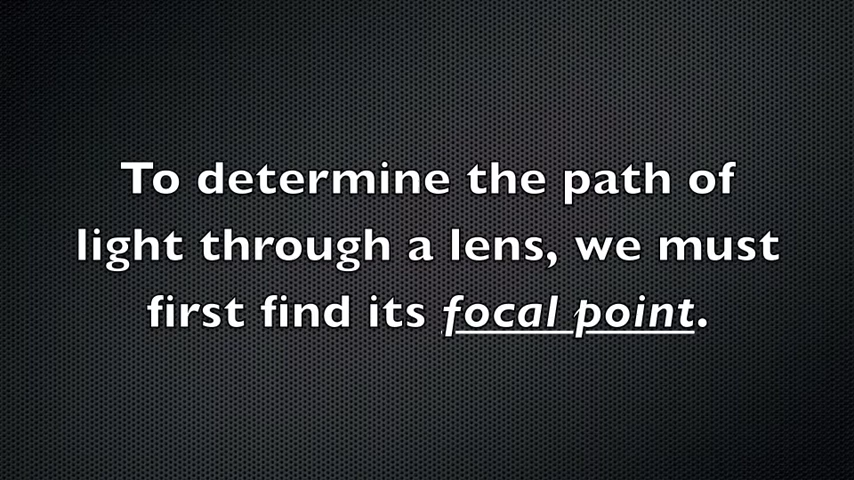 To determine the path of
light through a lens, we must
first find its focal point.